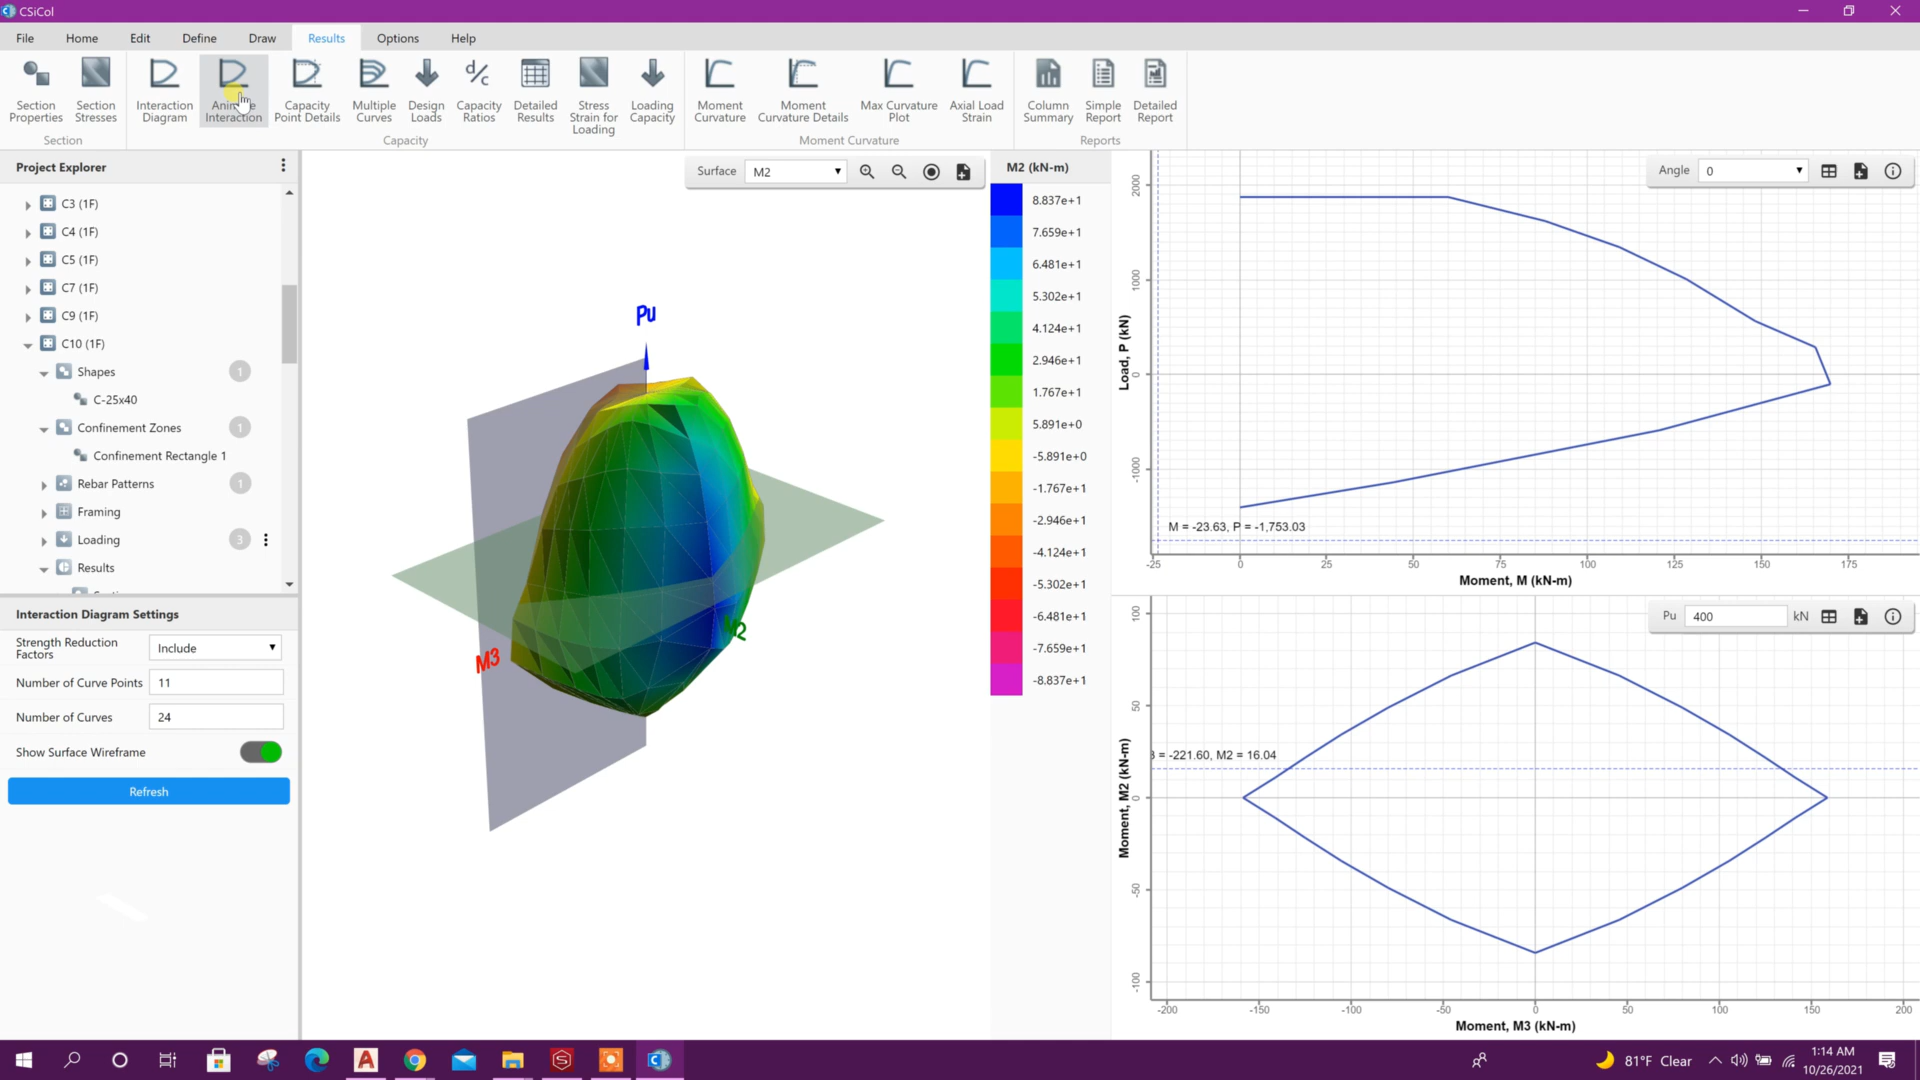 CSiCol
File Home Edit Define Draw Results Options Help
Section Properties
Section Stresses
Interaction Diagram
Interaction
Capacity Point Details
Multiple Curves
Design Loads
Capacity Ratios
Detailed Results
Stress Strain for Loading
Loading Capacity
Moment Curvature
Moment Curvature Details
Max Curvature Plot
Axial Load Strain
Column Summary
Simple Report
Detailed Report
Section
Capacity
Moment Curvature
Reports
Project Explorer
C3 (1F)
C4 (1F)
C5 (1F)
C7 (1F)
C9 (1F)
C10 (1F)
Shapes 1
C-25x40
Confinement Zones 1
Confinement Rectangle 1
Rebar Patterns 1
Framing
Loading 3
Results
Interaction Diagram Settings
Strength Reduction Factors Include
Number of Curve Points 11
Number of Curves 24
Show Surface Wireframe
Refresh
Surface M2
Pu
M3
M2
M2 (kN-m)
8.837e+1
7.659e+1
6.481e+1
5.302e+1
4.124e+1
2.946e+1
1.767e+1
5.891e+0
-5.891e+0
-1.767e+1
-2.946e+1
-4.124e+1
-5.302e+1
-6.481e+1
-7.659e+1
-8.837e+1
Angle 0
Load, P (kN)
2000
1000
0
-1000
M = -23.63, P = -1,753.03
-25 0 25 50 75 100 125 150 175
Moment, M (kN-m)
Pu 400 kN
Moment, M2 (kN-m)
100
50
0
-50
-100
= -221.60, M2 = 16.04
-200 -150 -100 -50 0 50 100 150 200
Moment, M3 (kN-m)
81°F Clear
1:14 AM
10/26/2021